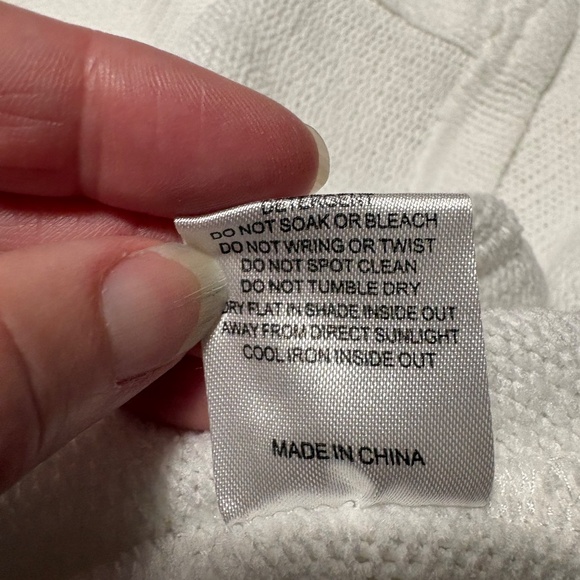 DETERGENT
DO NOT SOAK OR BLEACH
DO NOT WRING OR TWIST
DO NOT SPOT CLEAN
DO NOT TUMBLE DRY
DRY FLAT IN SHADE INSIDE OUT
AWAY FROM DIRECT SUNLIGHT
COOL IRON INSIDE OUT
MADE IN CHINA